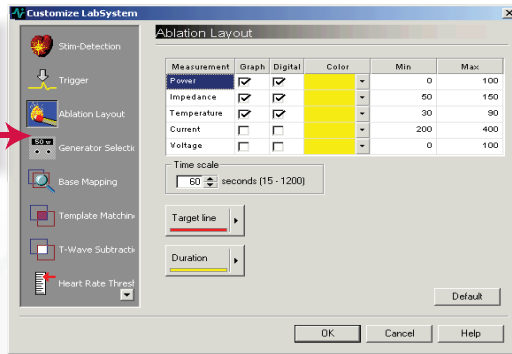 Customize LabSystem
Stim-Detection
Trigger
Ablation Layout
50 w
Generator Selectic
Base Mapping
Template Matchin
T-Wave Subtracti
Heart Rate Thresh
Ablation Layout
Measurement Graph Digital Color Min Max
Power 0 100
Impedance 50 150
Temperature 30 90
Current 200 400
Voltage 0 100
Time scale
60 seconds (15 - 1200)
Target line
Duration
Default
OK Cancel Help